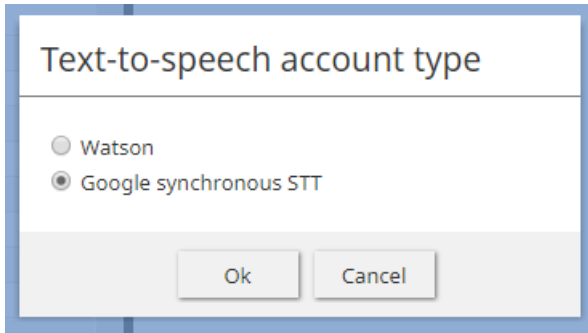 Text-to-speech account type
Watson
Google synchronous STT
Ok Cancel